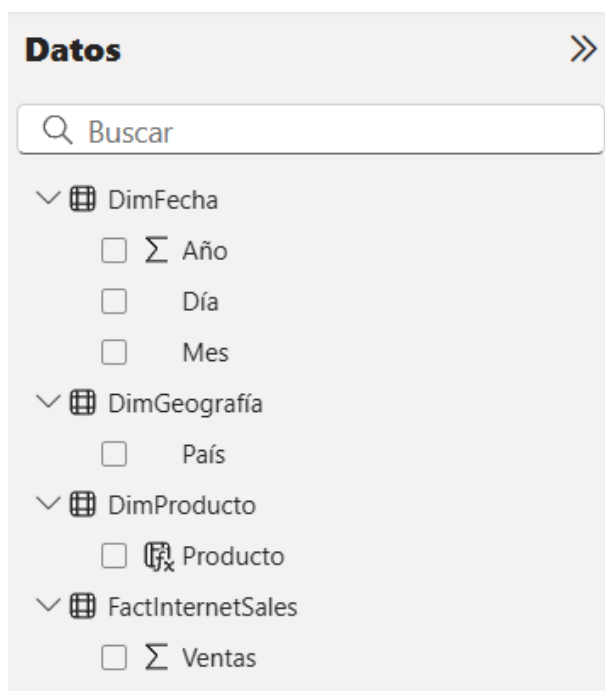 Datos
Buscar
DimFecha
Año
Día
Mes
DimGeografía
País
DimProducto
Producto
FactInternetSales
Ventas